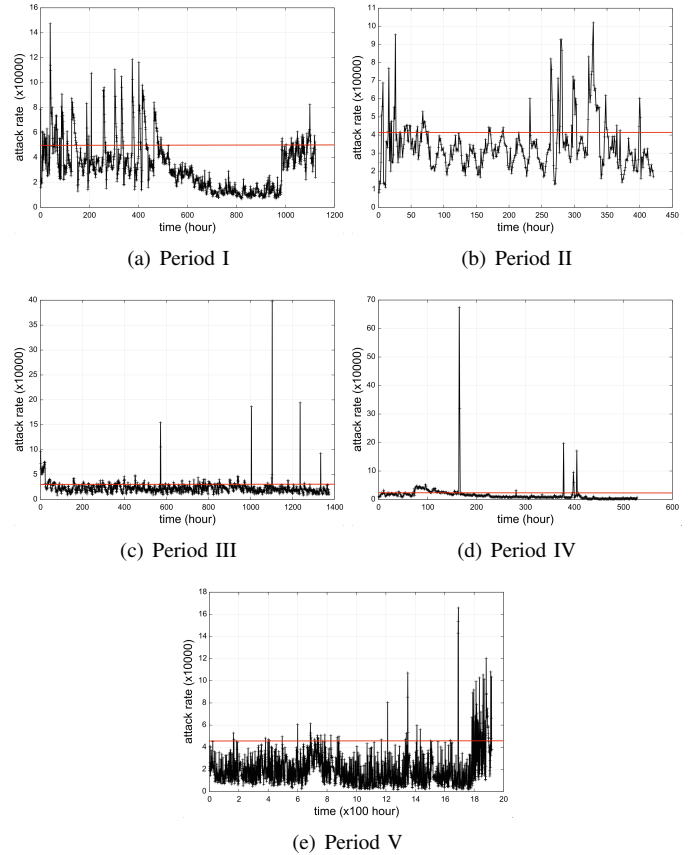 16
14
12
10
8
6
4
2
0
attack rate (x10000)
0 200 400 600 800 1000 1200
time (hour)
(a) Period I
11
10
9
8
7
6
5
4
3
2
1
0
attack rate (x10000)
0 50 100 150 200 250 300 350 400 450
time (hour)
(b) Period II
40
35
30
25
20
15
10
5
0
attack rate (x10000)
0 200 400 600 800 1000 1200 1400
time (hour)
(c) Period III
70
60
50
40
30
20
10
0
attack rate (x10000)
0 100 200 300 400 500 600
time (hour)
(d) Period IV
18
16
14
12
10
8
6
4
2
0
attack rate (x10000)
0 2 4 6 8 10 12 14 16 18 20
time (x100 hour)
(e) Period V